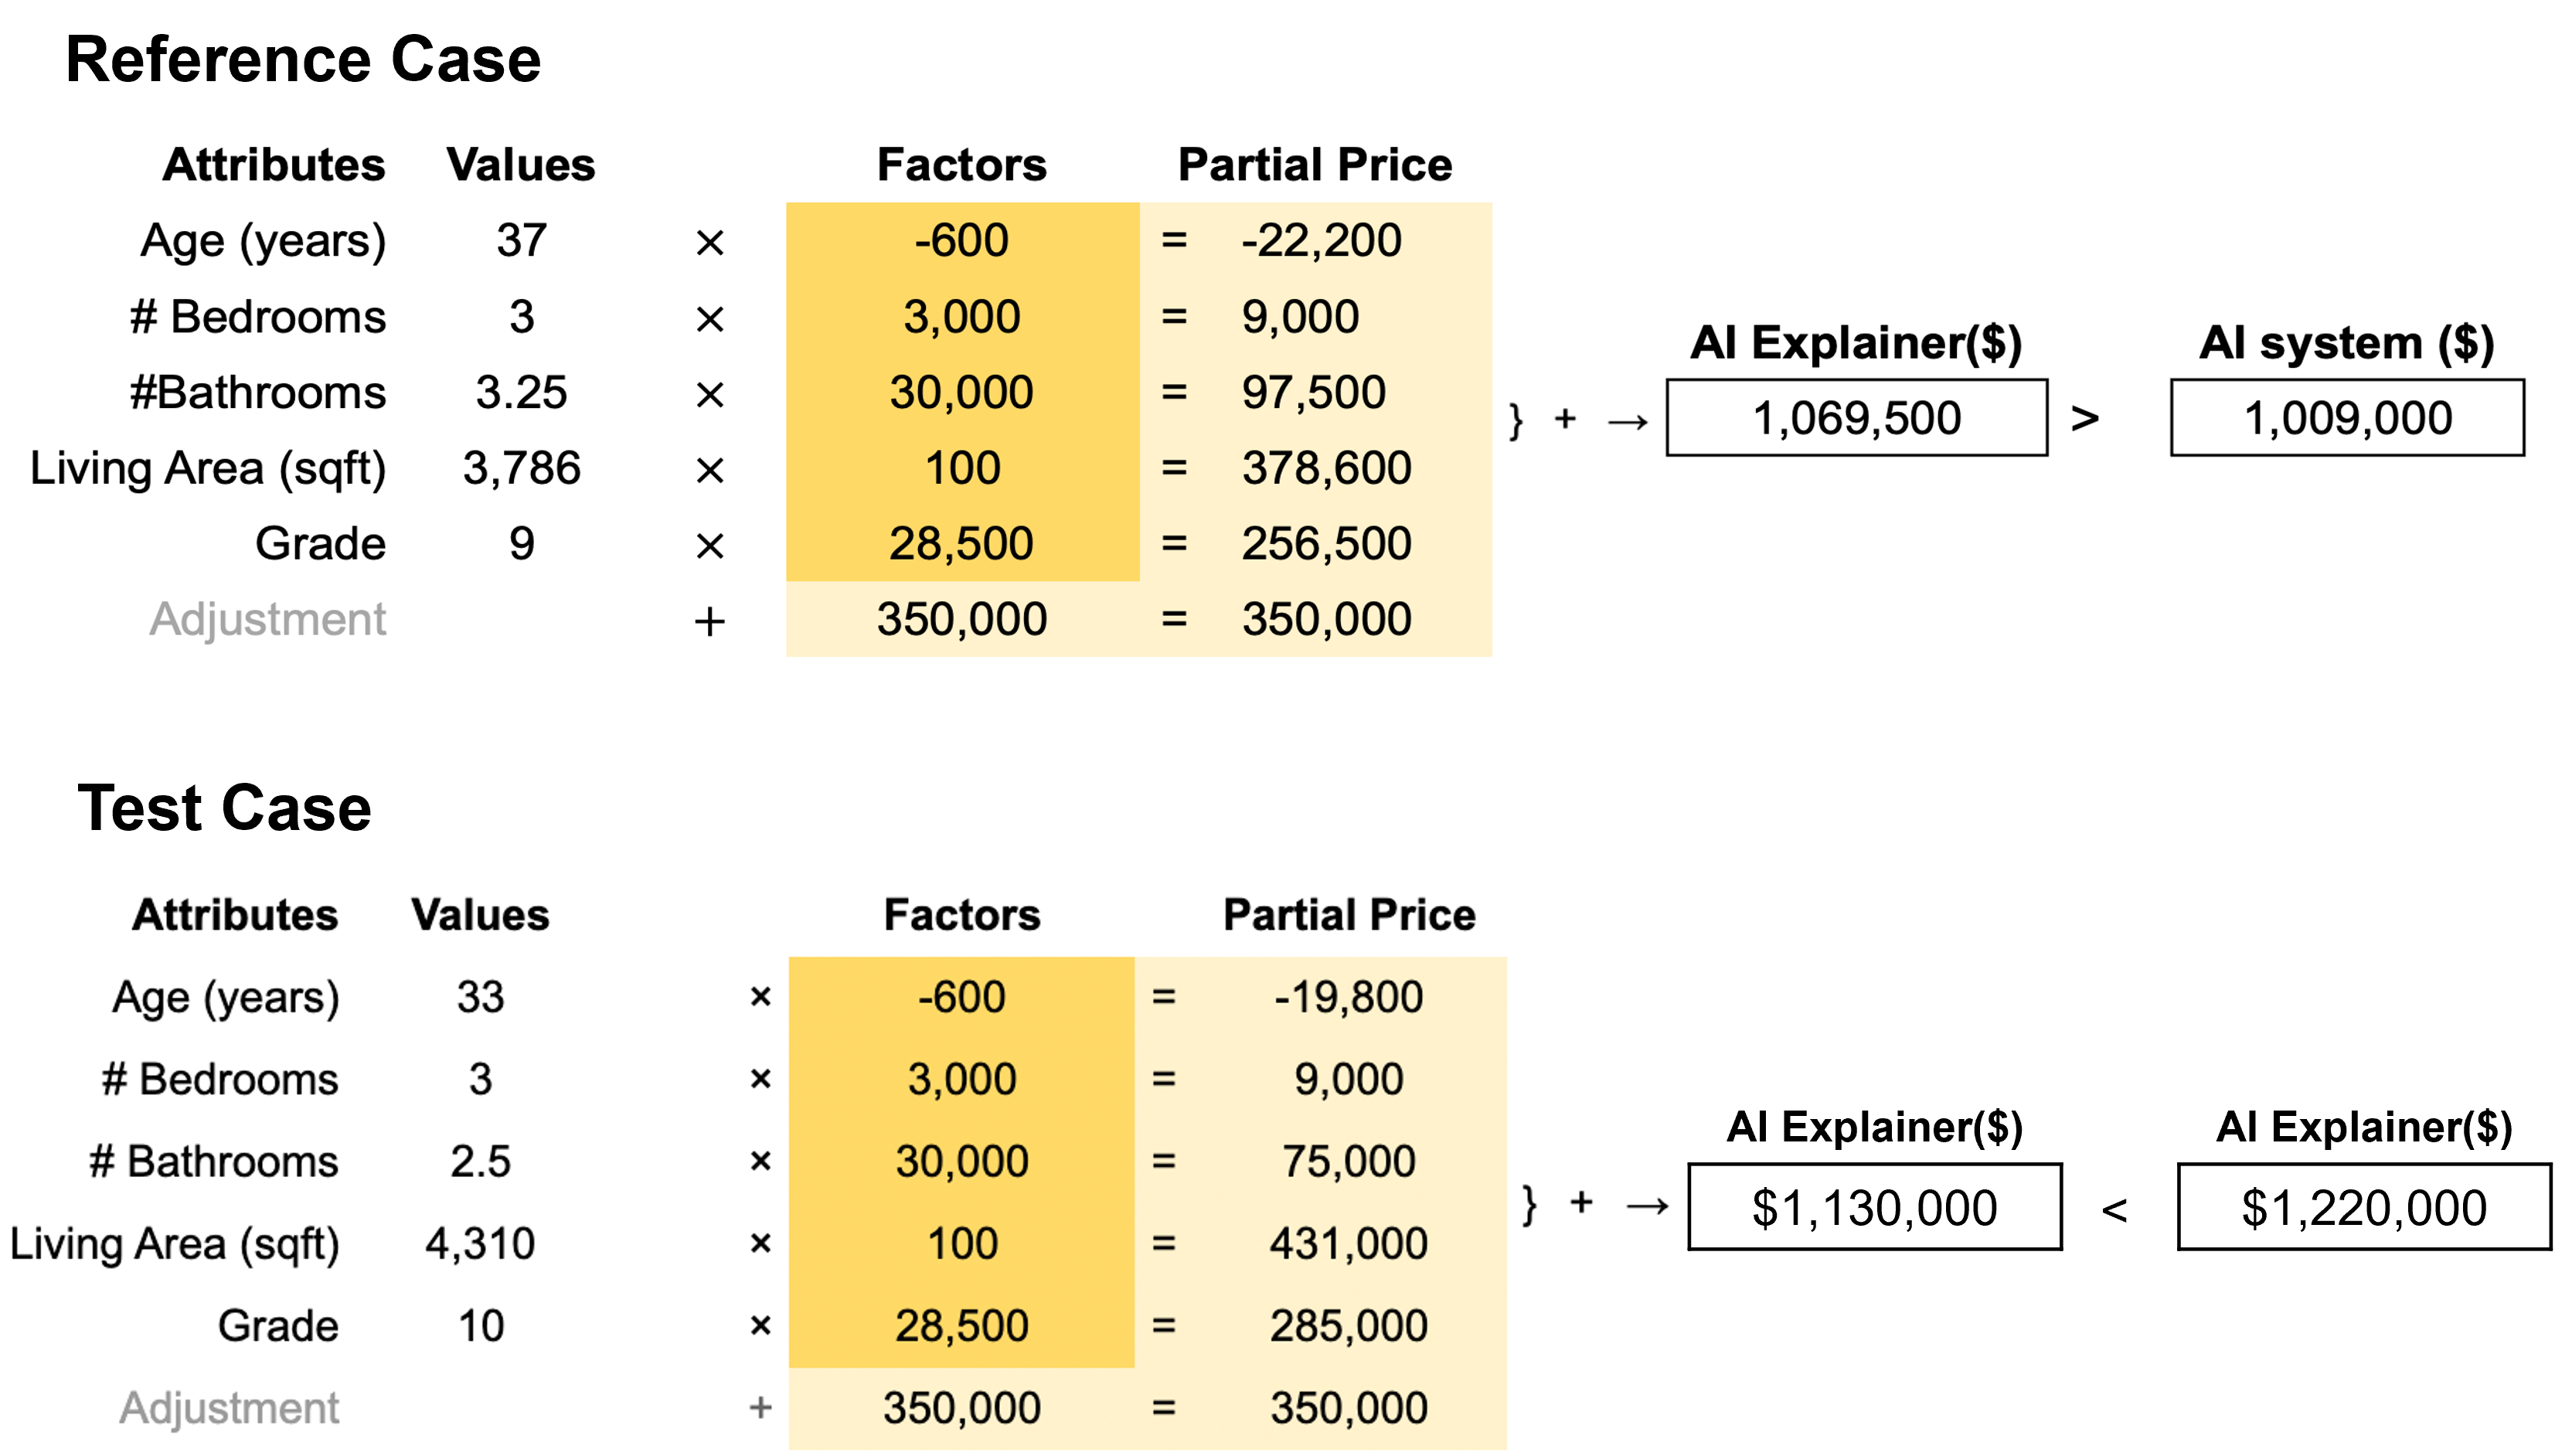 Reference Case
Attributes Values Factors Partial Price
Age (years) 37 × -600 = -22,200
# Bedrooms 3 × 3,000 = 9,000
#Bathrooms 3.25 × 30,000 = 97,500
Living Area (sqft) 3,786 × 100 = 378,600
Grade 9 × 28,500 = 256,500
Adjustment + 350,000 = 350,000
AI Explainer($) AI system ($)
} + → 1,069,500 > 1,009,000
Test Case
Attributes Values Factors Partial Price
Age (years) 33 × -600 = -19,800
# Bedrooms 3 × 3,000 = 9,000
# Bathrooms 2.5 × 30,000 = 75,000
Living Area (sqft) 4,310 × 100 = 431,000
Grade 10 × 28,500 = 285,000
Adjustment + 350,000 = 350,000
AI Explainer($) AI Explainer($)
} + → $1,130,000 < $1,220,000